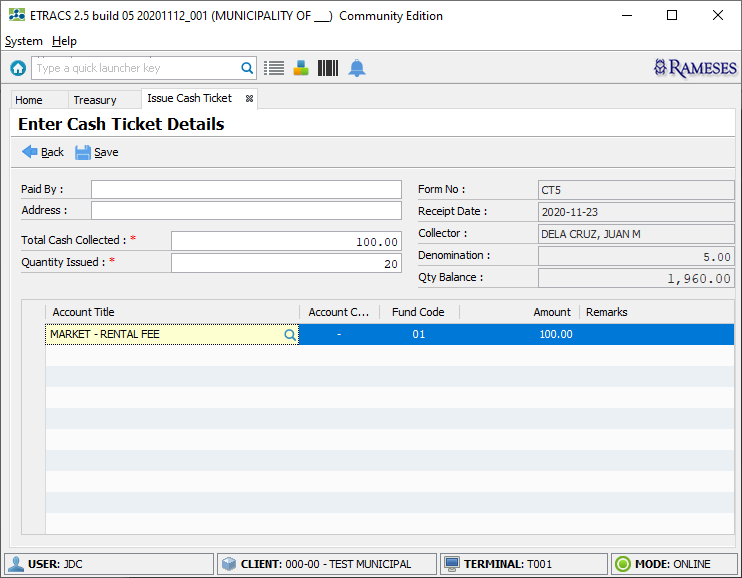 ETRACS 2.5 build 05 20201112_001 (MUNICIPALITY OF ___) Community Edition
System Help
Type a quick launcher key
RAMESES
Home Treasury Issue Cash Ticket
Enter Cash Ticket Details
Back Save
Paid By : Form No : CT5
Address : Receipt Date : 2020-11-23
Collector : DELA CRUZ, JUAN M
Total Cash Collected : * 100.00 Denomination : 5.00
Quantity Issued : * 20 Qty Balance : 1,960.00
Account Title Account C... Fund Code Amount Remarks
MARKET - RENTAL FEE - 01 100.00
USER: JDC CLIENT: 000-00 - TEST MUNICIPAL TERMINAL: T001 MODE: ONLINE